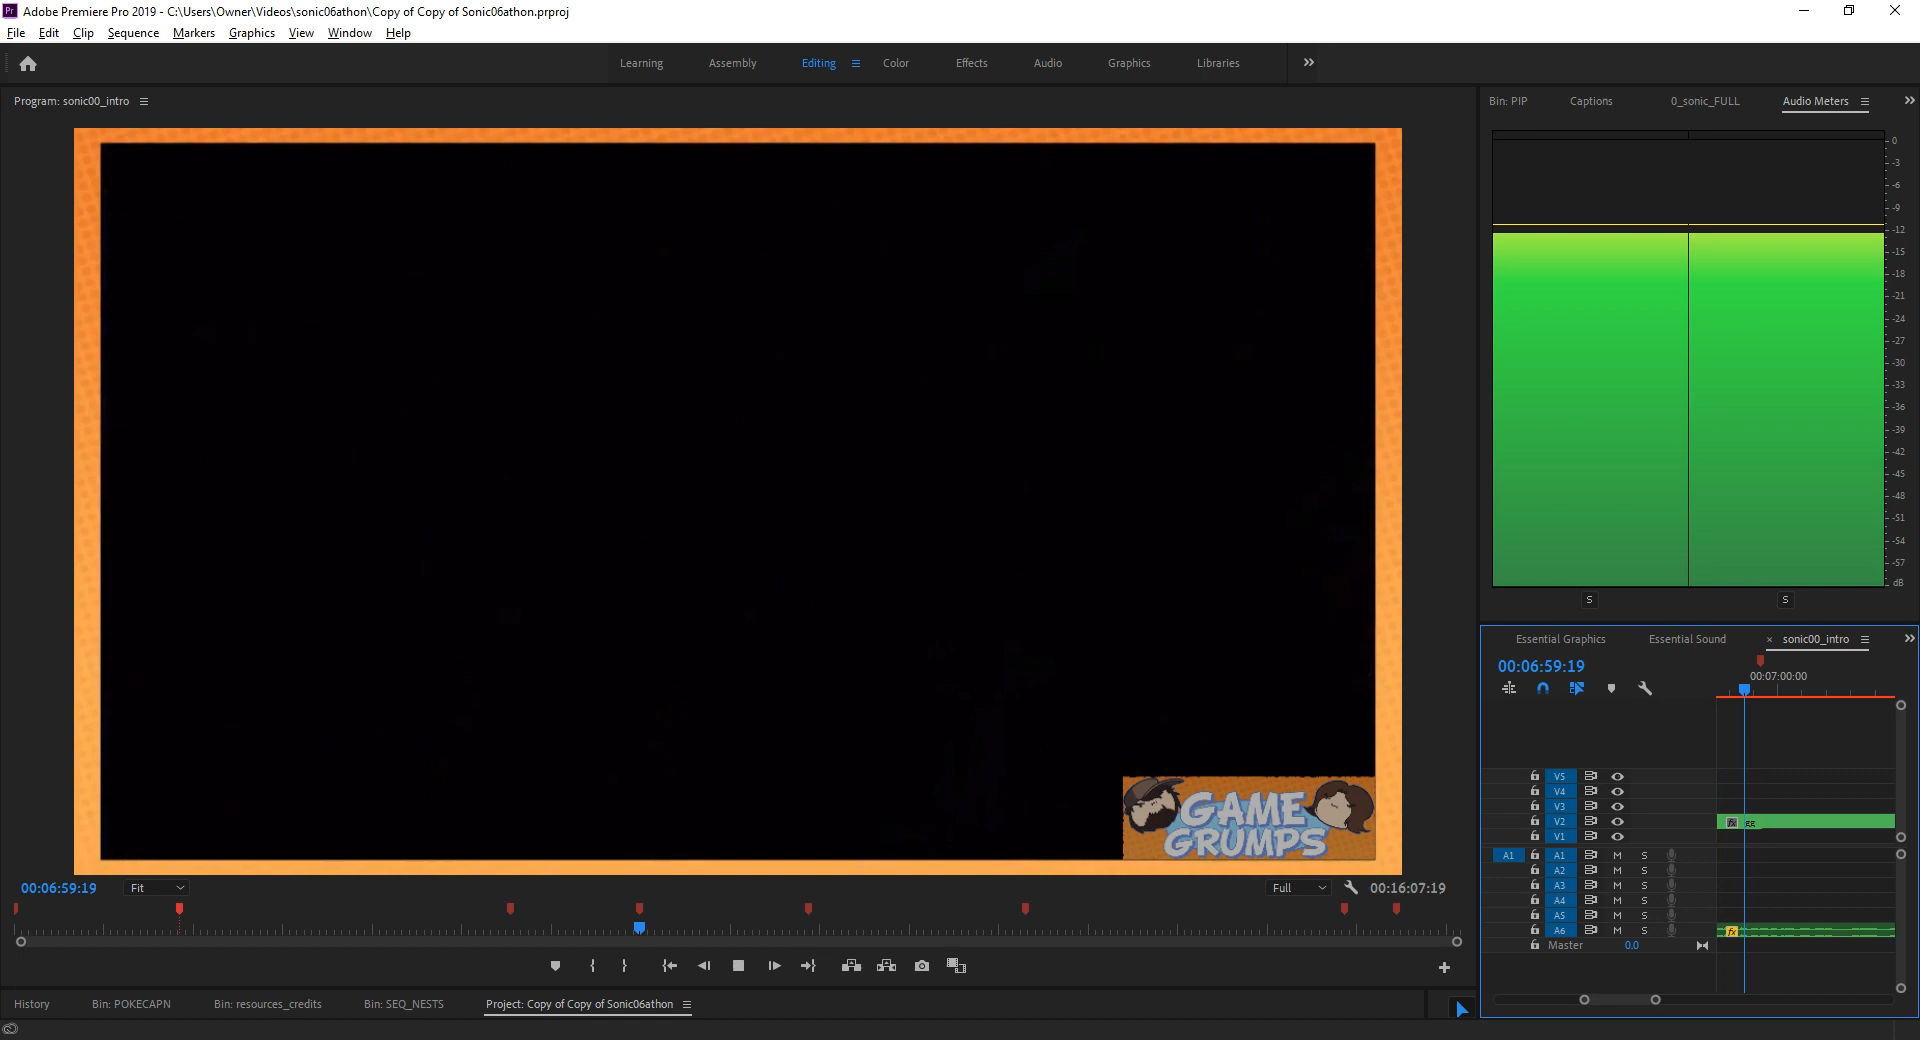 Pr Adobe Premiere Pro 2019 - C:\Users\Owner\Videos\sonic06athon\Copy of Copy of Sonic06athon.prproj
File Edit Clip Sequence Markers Graphics View Window Help
Learning Assembly Editing Color Effects Audio Graphics Libraries
Program: sonic00_intro
Bin: PIP Captions 0_sonic_FULL Audio Meters
0
-3
-6
-9
-12
-15
-18
-21
-24
-27
-30
-33
-36
-39
-42
-45
-48
-51
-54
-57
dB
S S
GAME
GRUMPS
00:06:59:19 Fit Full 00:16:07:19
Essential Graphics Essential Sound × sonic00_intro
00:06:59:19
00:07:00:00
V5
V4
V3
V2 fx gg
V1
A1 A1 M S
A2 M S
A3 M S
A4 M S
A5 M S
A6 M S fx
Master 0.0
History Bin: POKECAPN Bin: resources_credits Bin: SEQ_NESTS Project: Copy of Copy of Sonic06athon